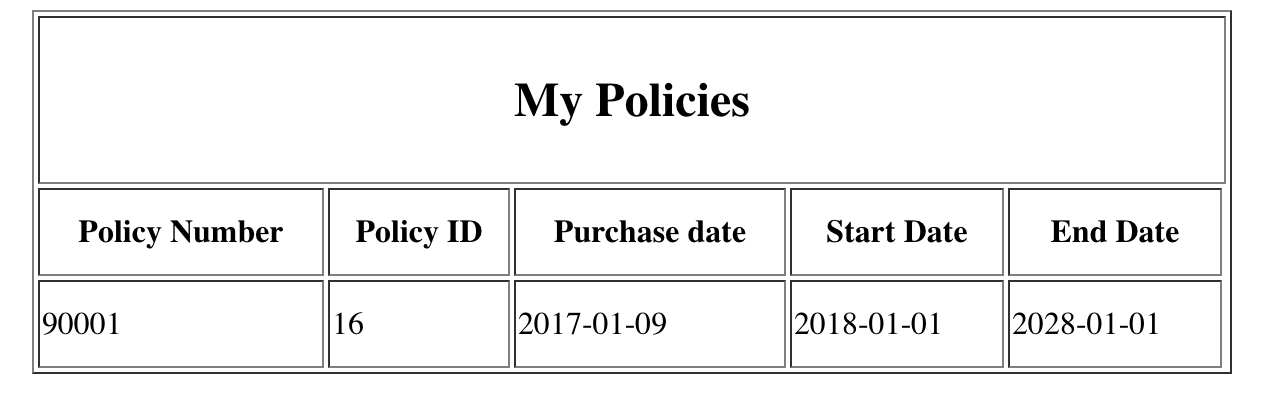 My Policies
Policy Number Policy ID Purchase date Start Date End Date
90001 16 2017-01-09 2018-01-01 2028-01-01